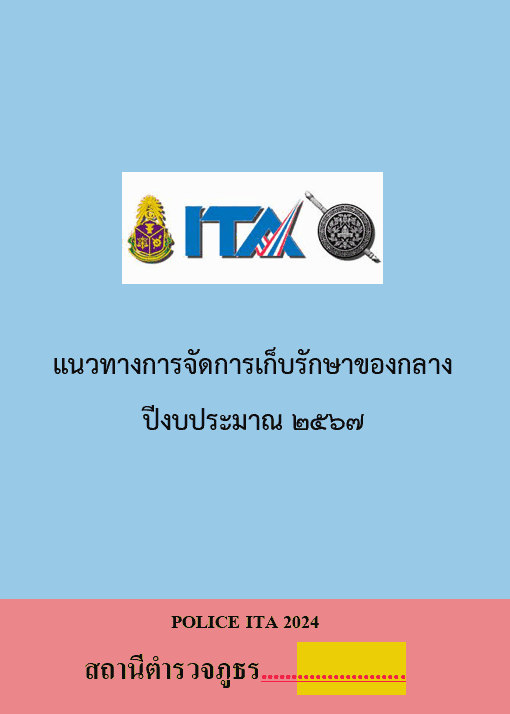 ITA
แนวทางการจัดการเก็บรักษาของกลาง
ปีงบประมาณ ๒๕๖๗
POLICE ITA 2024
สถานีตำรวจภูธร........................